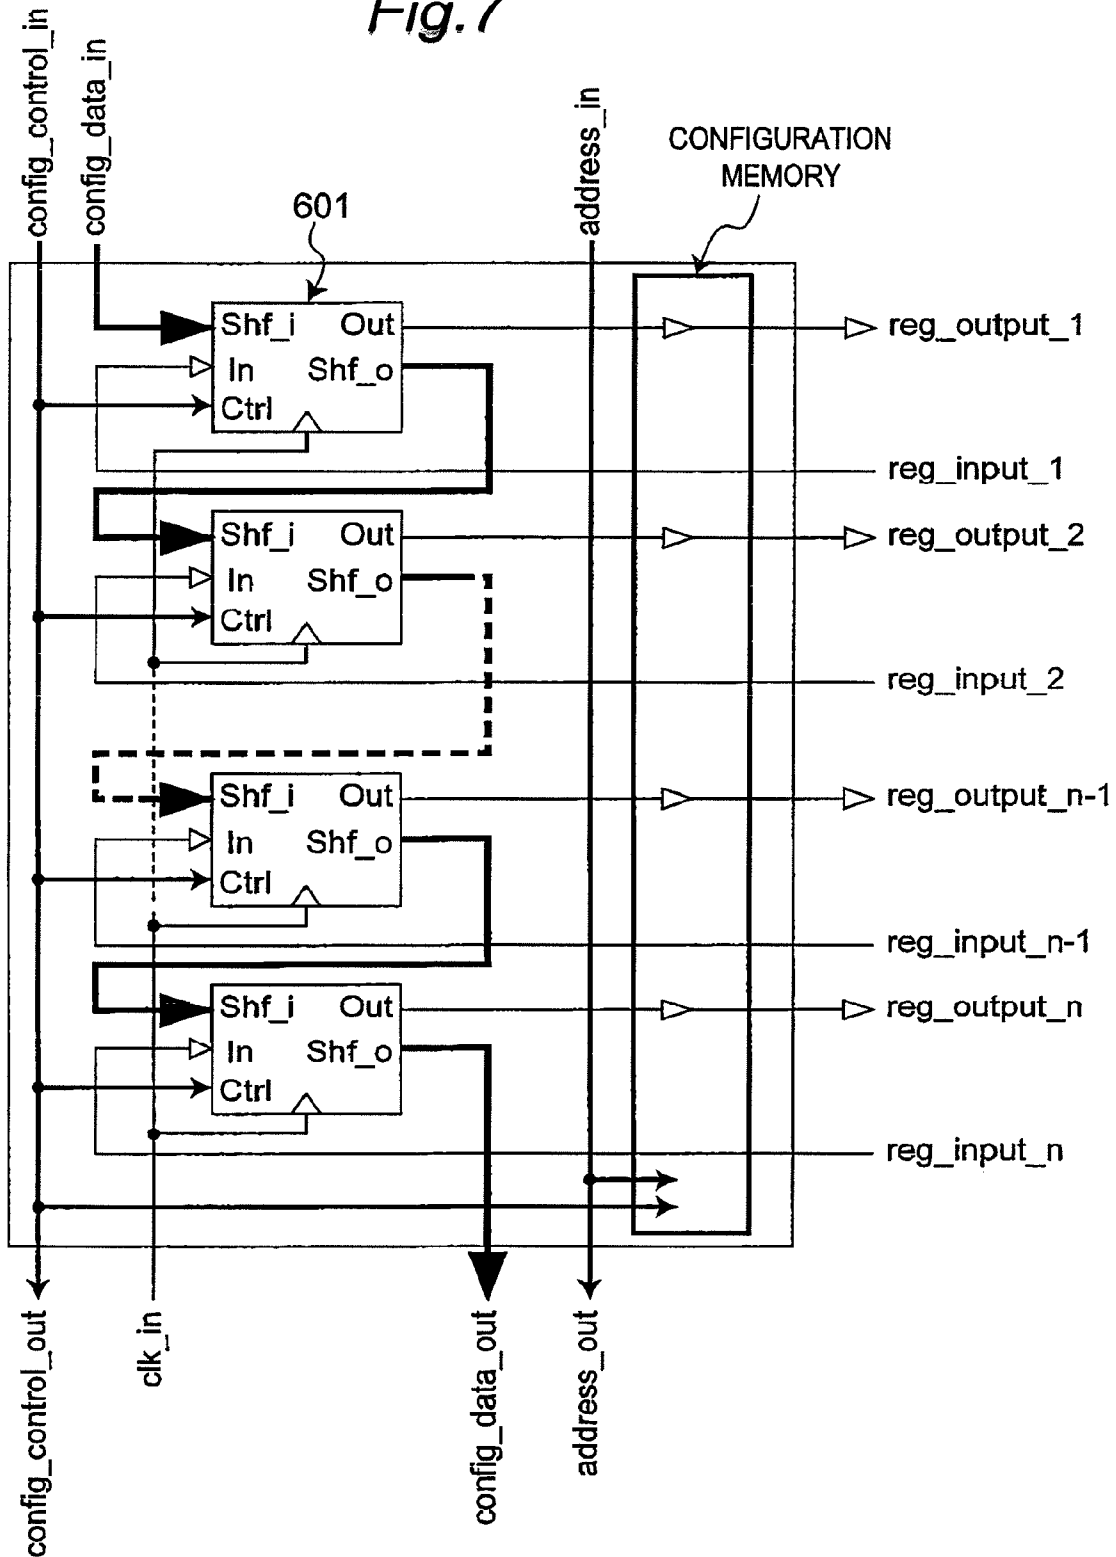 Fig.7
config_control_in
config_data_in
address_in
CONFIGURATION
MEMORY
601
Shf_i Out
In Shf_o
Ctrl
reg_output_1
reg_input_1
Shf_i Out
In Shf_o
Ctrl
reg_output_2
reg_input_2
Shf_i Out
In Shf_o
Ctrl
reg_output_n-1
reg_input_n-1
Shf_i Out
In Shf_o
Ctrl
reg_output_n
reg_input_n
config_control_out
clk_in
config_data_out
address_out